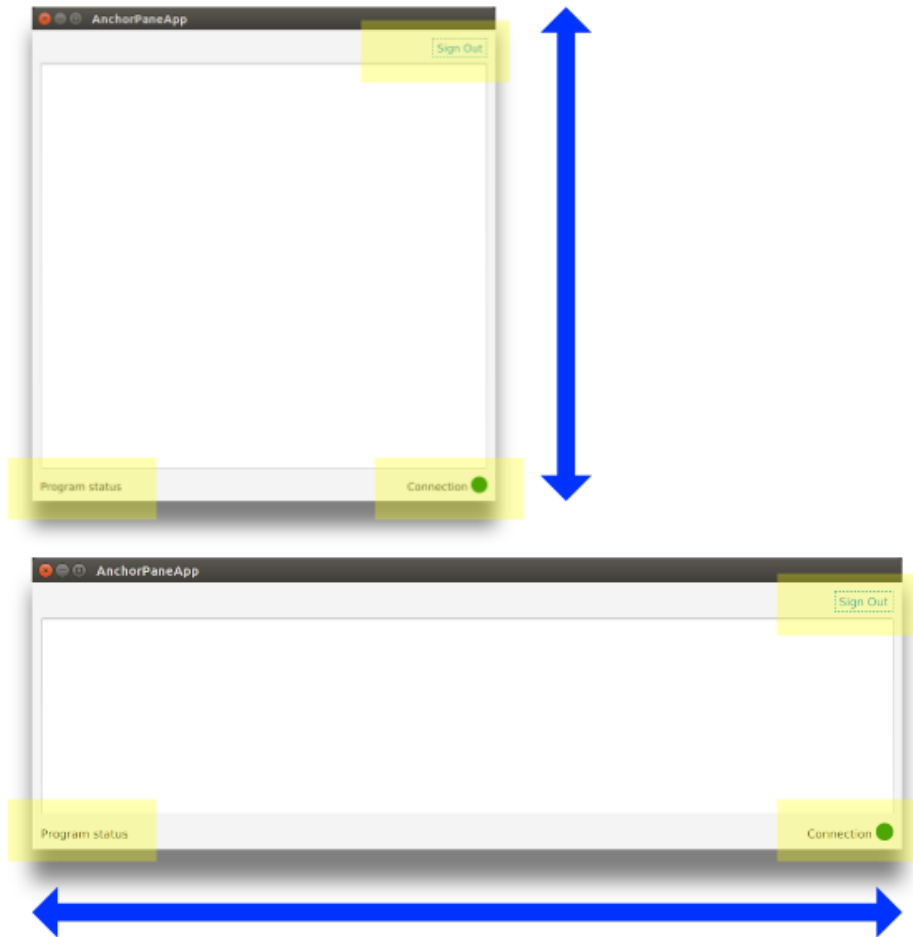 AnchorPaneApp
Sign Out
Program status
Connection
AnchorPaneApp
Sign Out
Program status
Connection